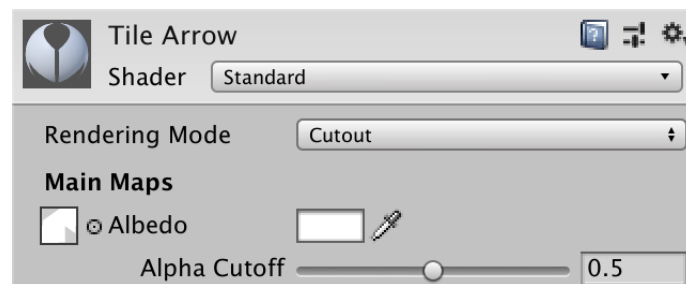 Tile Arrow
Shader Standard
Rendering Mode Cutout
Main Maps
Albedo
Alpha Cutoff 0.5